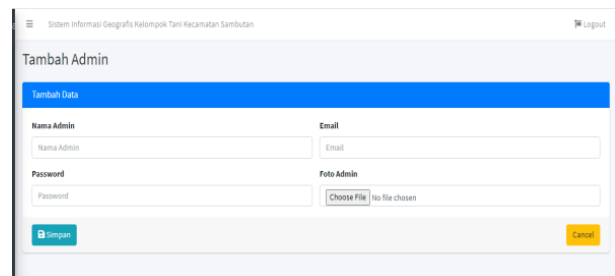 Sistem Informasi Geografis Kelompok Tani Kecamatan Sambutan Logout
Tambah Admin
Tambah Data
Nama Admin Email
Nama Admin Email
Password Foto Admin
Password Choose File No file chosen
Simpan Cancel